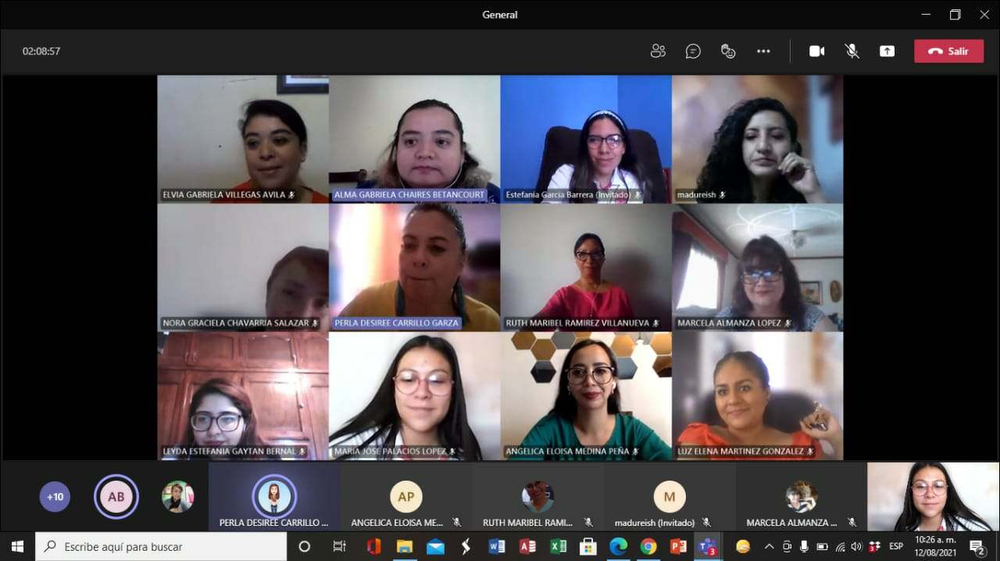 General
02:08:57
Salir
ELVIA GABRIELA VILLEGAS AVILA
ALMA GABRIELA CHAIRES BETANCOURT
Estefanía García Barrera (Invitado)
madureish
NORA GRACIELA CHAVARRIA SALAZAR
PERLA DESIREE CARRILLO GARZA
RUTH MARIBEL RAMIREZ VILLANUEVA
MARCELA ALMANZA LOPEZ
LEYDA ESTEFANIA GAYTAN BERNAL
MARIA JOSE PALACIOS LOPEZ
ANGELICA ELOISA MEDINA PEÑA
LUZ ELENA MARTINEZ GONZALEZ
+10
AB
PERLA DESIREE CARRILLO ...
AP
ANGELICA ELOISA ME...
RUTH MARIBEL RAMI...
M
madureish (Invitado)
MARCELA ALMANZA ...
Escribe aquí para buscar
3
3
ESP
10:26 a. m.
12/08/2021
2